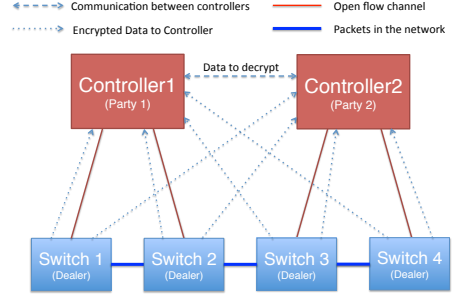 Communication between controllers
Open flow channel
Encrypted Data to Controller
Packets in the network
Controller1
(Party 1)
Data to decrypt
Controller2
(Party 2)
Switch 1
(Dealer)
Switch 2
(Dealer)
Switch 3
(Dealer)
Switch 4
(Dealer)